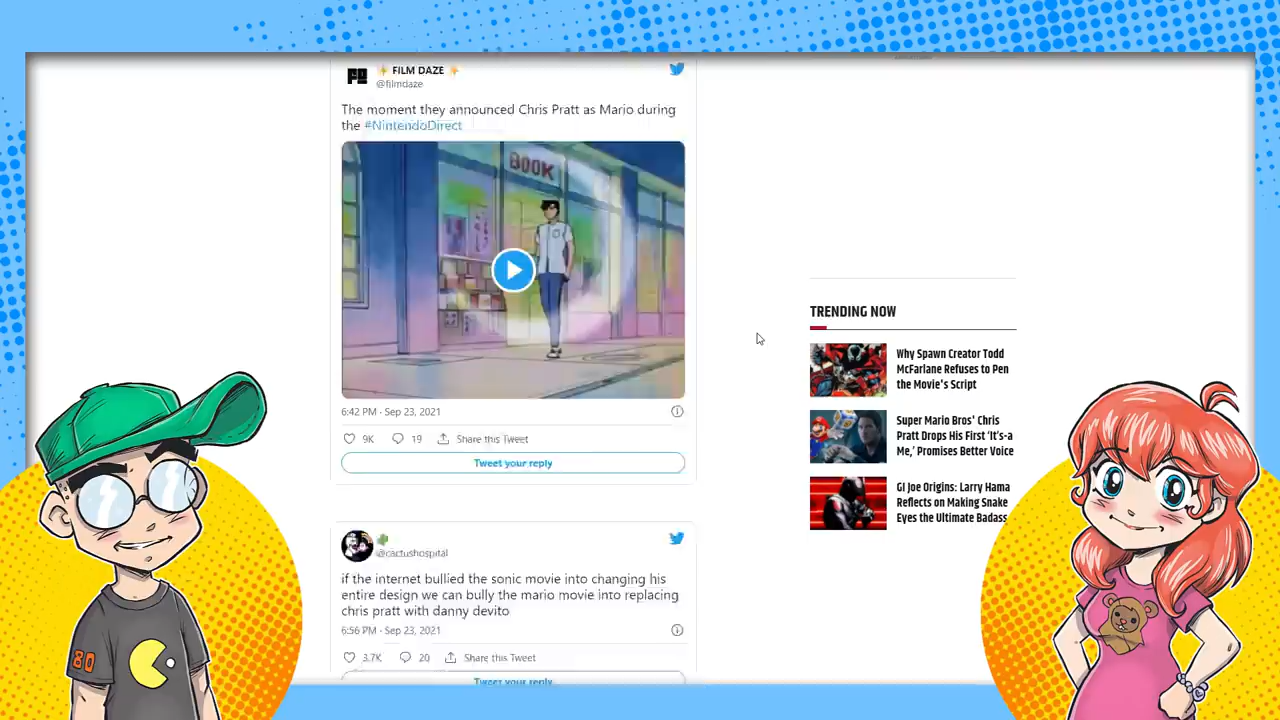 FILM DAZE
@filmdaze
The moment they announced Chris Pratt as Mario during
the #NintendoDirect
BOOK
6:42 PM · Sep 23, 2021
9K 19 Share this Tweet
Tweet your reply
@cactushospital
if the internet bullied the sonic movie into changing his
entire design we can bully the mario movie into replacing
chris pratt with danny devito
6:56 PM · Sep 23, 2021
3.7K 20 Share this Tweet
Tweet your reply
TRENDING NOW
Why Spawn Creator Todd
McFarlane Refuses to Pen
the Movie's Script
Super Mario Bros' Chris
Pratt Drops His First 'It's-a
Me,' Promises Better Voice
GI Joe Origins: Larry Hama
Reflects on Making Snake
Eyes the Ultimate Badass
80